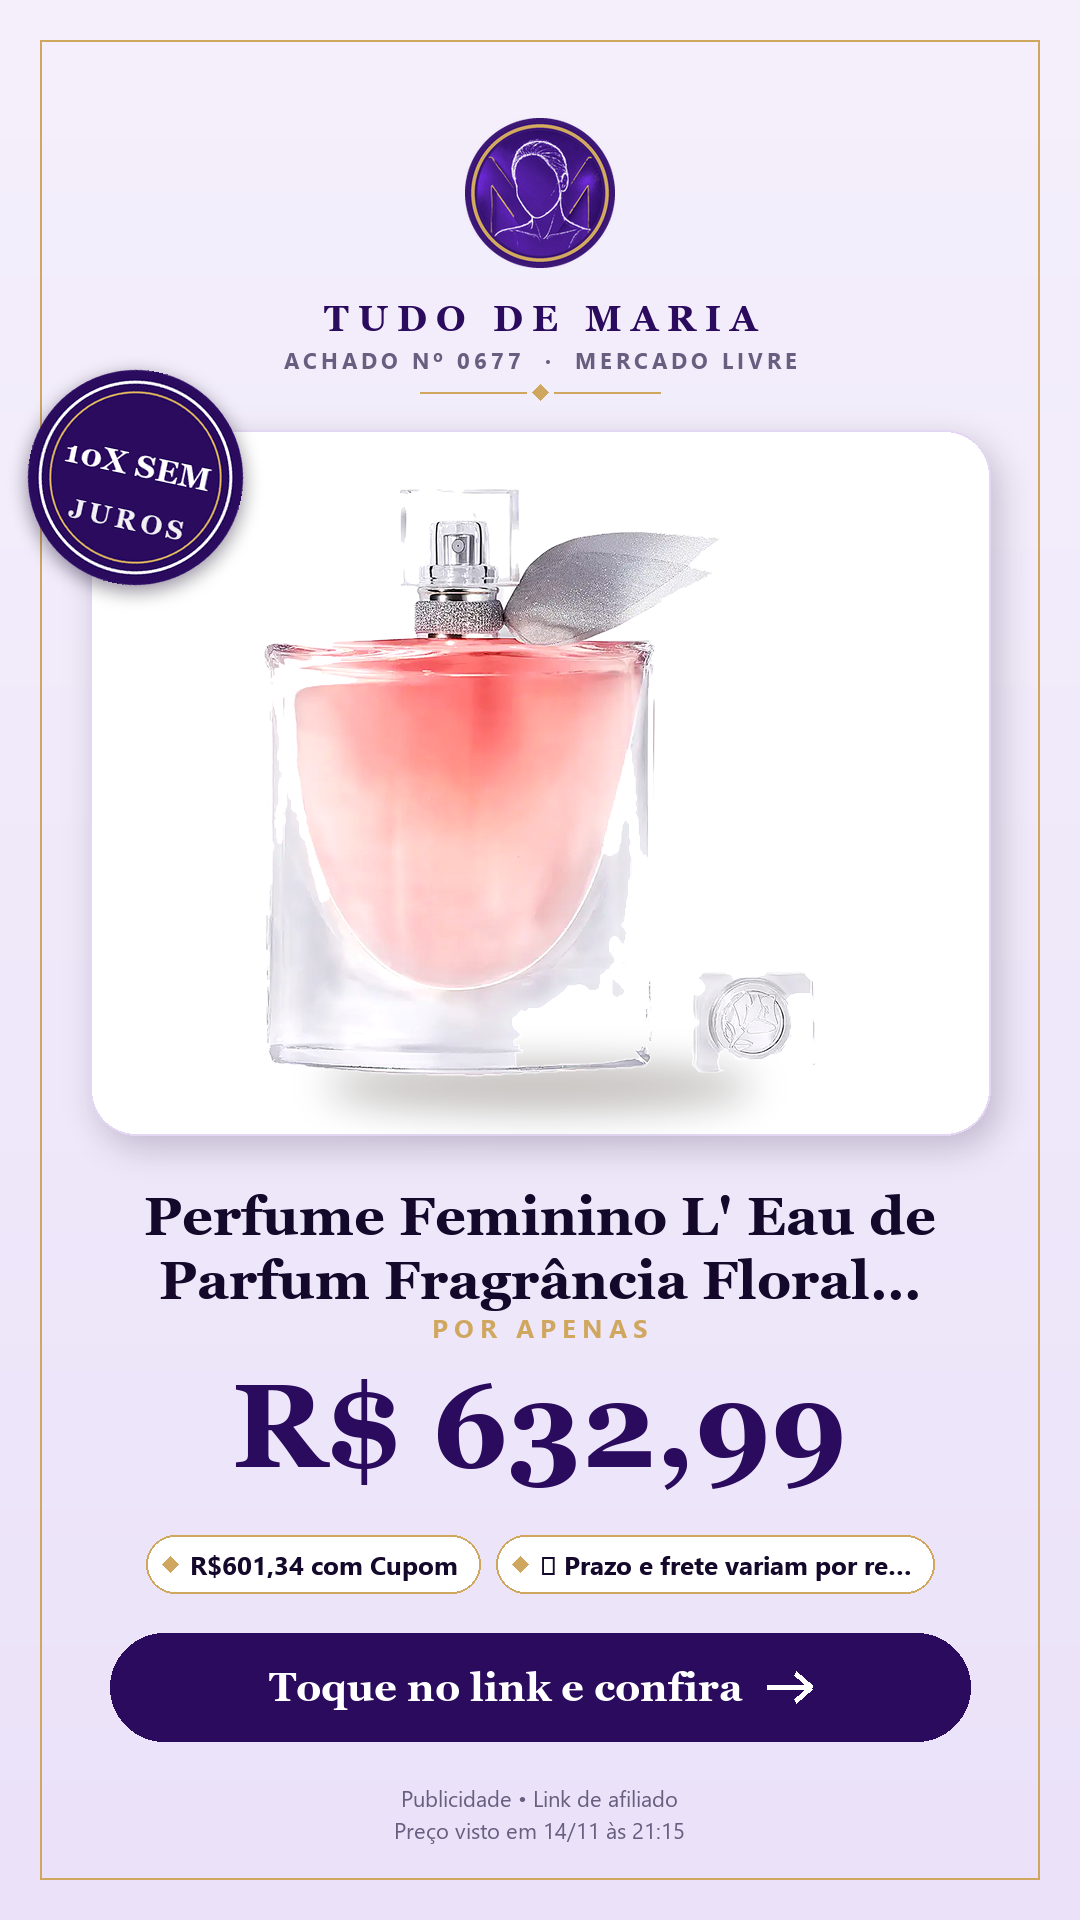 TUDO DE MARIA
ACHADO Nº 0677 · MERCADO LIVRE
10X SEM
JUROS
Perfume Feminino L' Eau de
Parfum Fragrância Floral...
POR APENAS
R$ 632,99
R$601,34 com Cupom
Prazo e frete variam por re...
Toque no link e confira →
Publicidade • Link de afiliado
Preço visto em 14/11 às 21:15